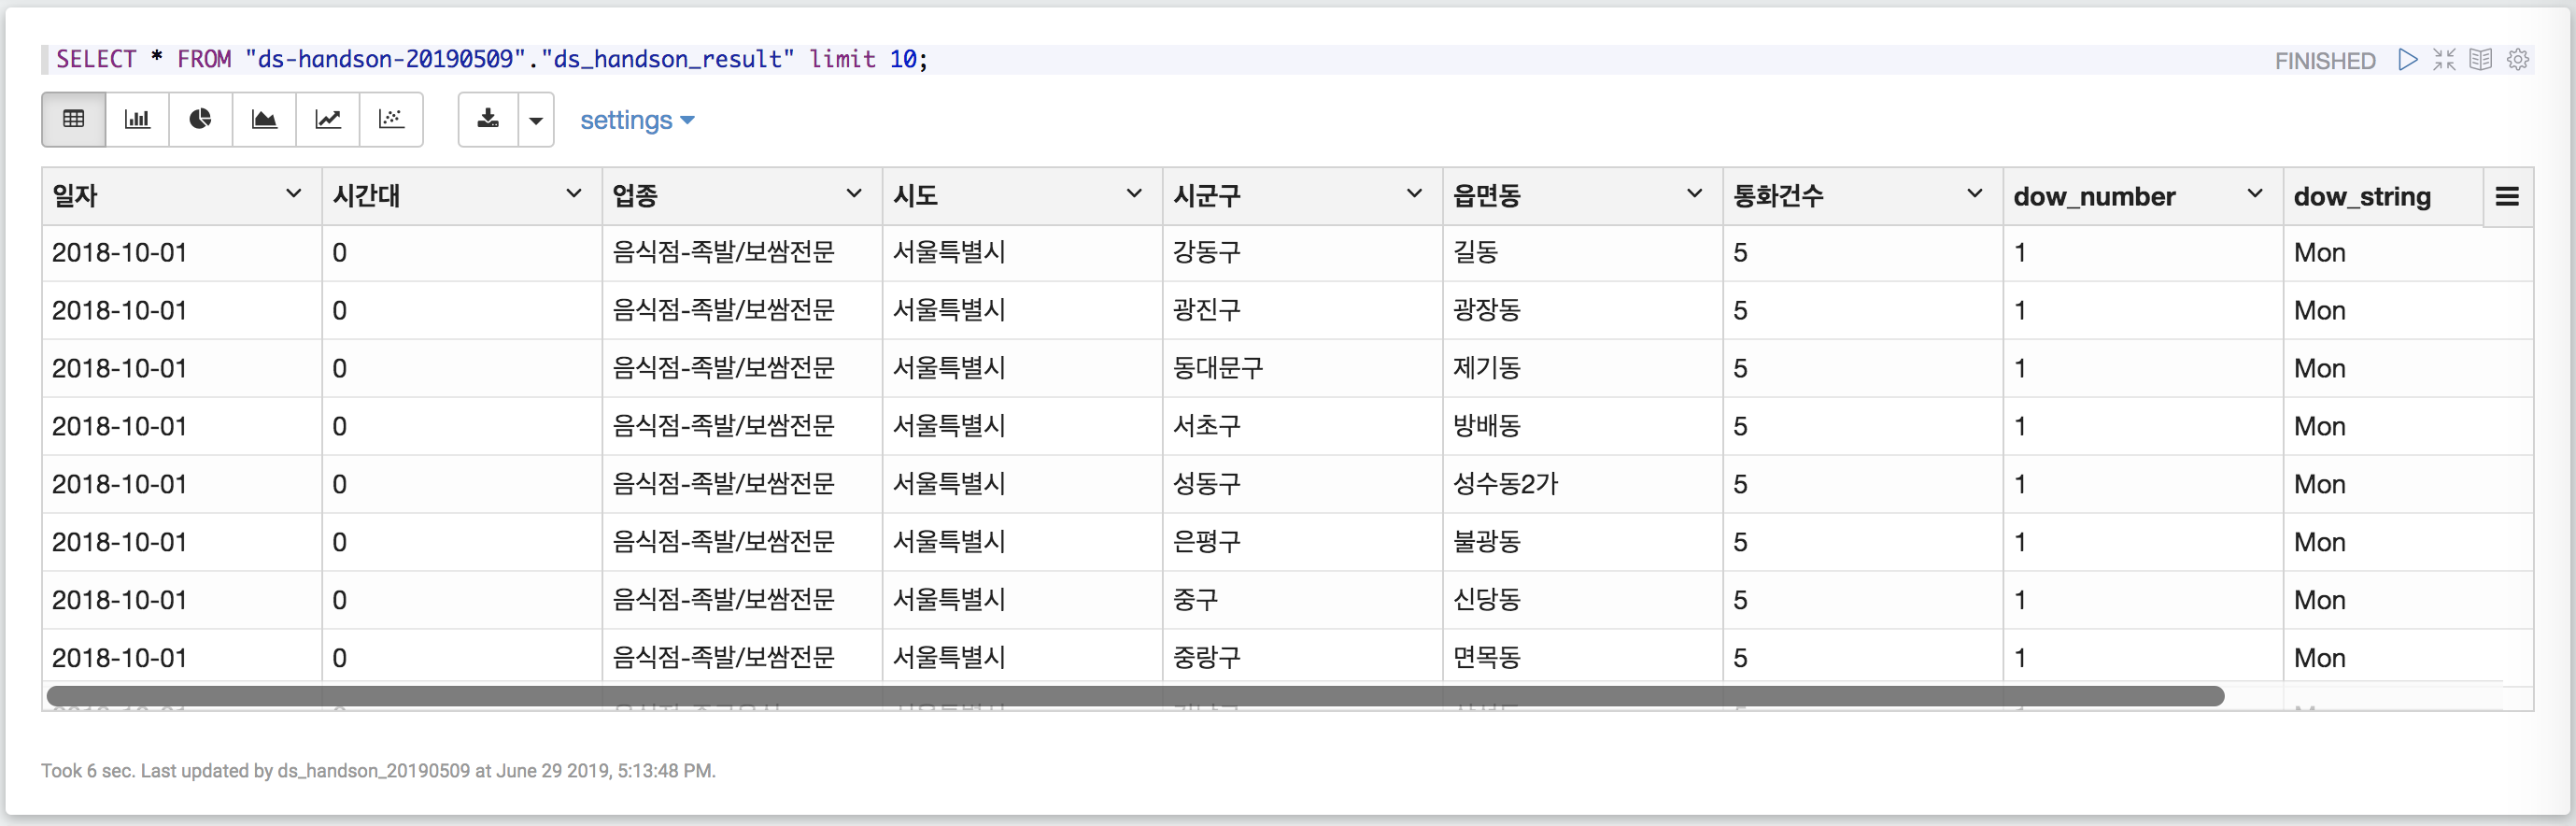 SELECT * FROM "ds-handson-20190509"."ds_handson_result" limit 10;
FINISHED
settings
일자 시간대 업종 시도 시군구 읍면동 통화건수 dow_number dow_string
2018-10-01 0 음식점-족발/보쌈전문 서울특별시 강동구 길동 5 1 Mon
2018-10-01 0 음식점-족발/보쌈전문 서울특별시 광진구 광장동 5 1 Mon
2018-10-01 0 음식점-족발/보쌈전문 서울특별시 동대문구 제기동 5 1 Mon
2018-10-01 0 음식점-족발/보쌈전문 서울특별시 서초구 방배동 5 1 Mon
2018-10-01 0 음식점-족발/보쌈전문 서울특별시 성동구 성수동2가 5 1 Mon
2018-10-01 0 음식점-족발/보쌈전문 서울특별시 은평구 불광동 5 1 Mon
2018-10-01 0 음식점-족발/보쌈전문 서울특별시 중구 신당동 5 1 Mon
2018-10-01 0 음식점-족발/보쌈전문 서울특별시 중랑구 면목동 5 1 Mon
Took 6 sec. Last updated by ds_handson_20190509 at June 29 2019, 5:13:48 PM.